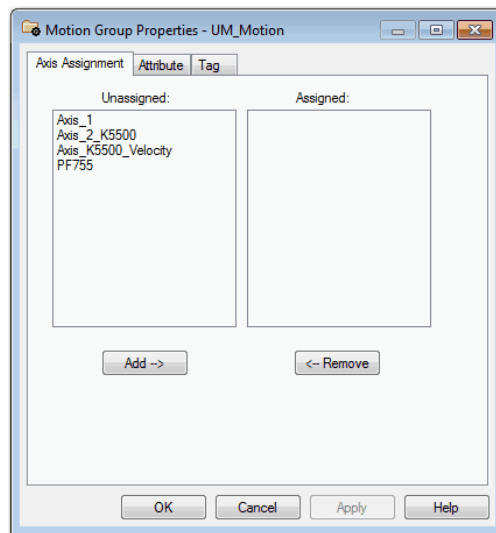 Motion Group Properties - UM_Motion
Axis Assignment Attribute Tag
Unassigned: Assigned:
Axis_1
Axis_2_K5500
Axis_K5500_Velocity
PF755
Add --> <-- Remove
OK Cancel Apply Help